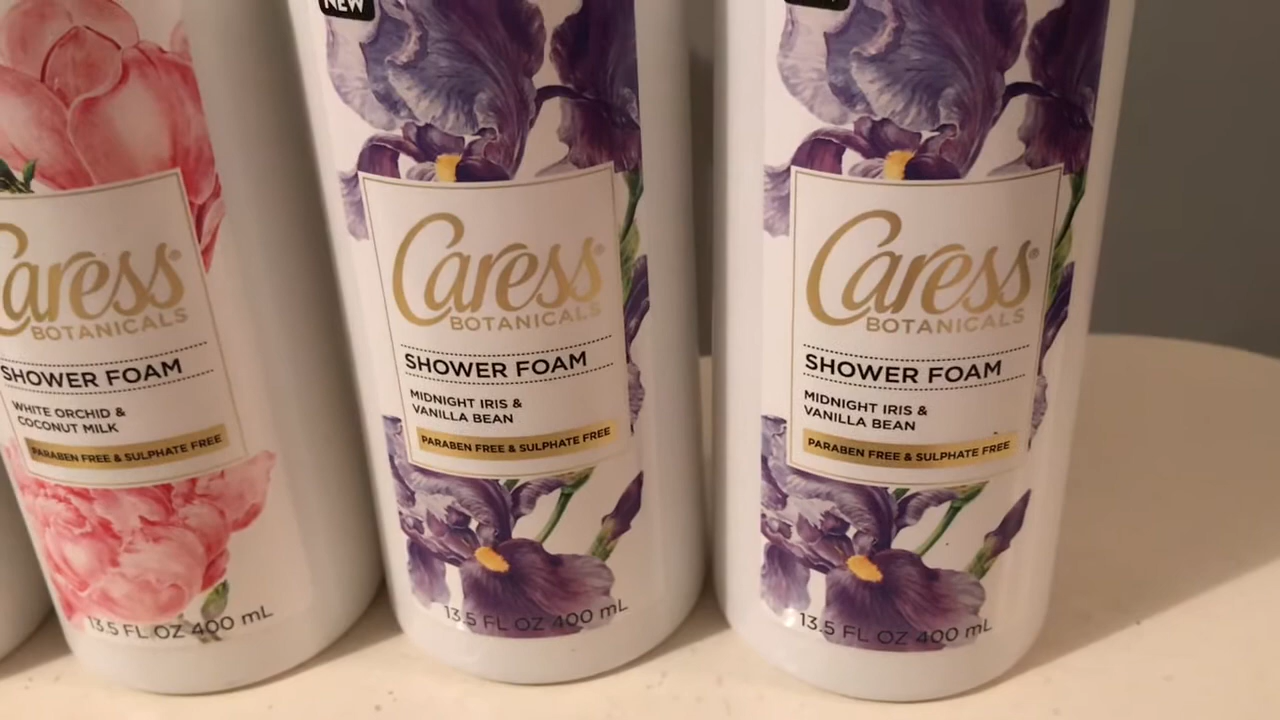 Caress
BOTANICALS
SHOWER FOAM
WHITE ORCHID &
COCONUT MILK
PARABEN FREE & SULPHATE FREE
13.5 FL OZ 400 mL
NEW
Caress®
BOTANICALS
SHOWER FOAM
MIDNIGHT IRIS &
VANILLA BEAN
PARABEN FREE & SULPHATE FREE
13.5 FL OZ 400 mL
Caress®
BOTANICALS
SHOWER FOAM
MIDNIGHT IRIS &
VANILLA BEAN
PARABEN FREE & SULPHATE FREE
13.5 FL OZ 400 mL